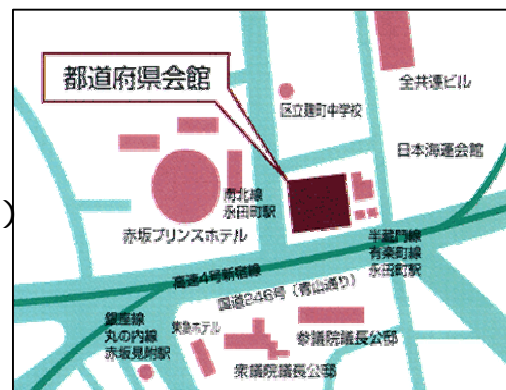 都道府県会館
全共連ビル
区立麹町中学校
日本海運会館
南北線
永田町駅
赤坂プリンスホテル
半蔵門線
有楽町線
永田町駅
高速4号新宿線
国道246号（青山通り）
銀座線
丸の内線
赤坂見附駅
東急ホテル
参議院議長公邸
衆議院議長公邸
)